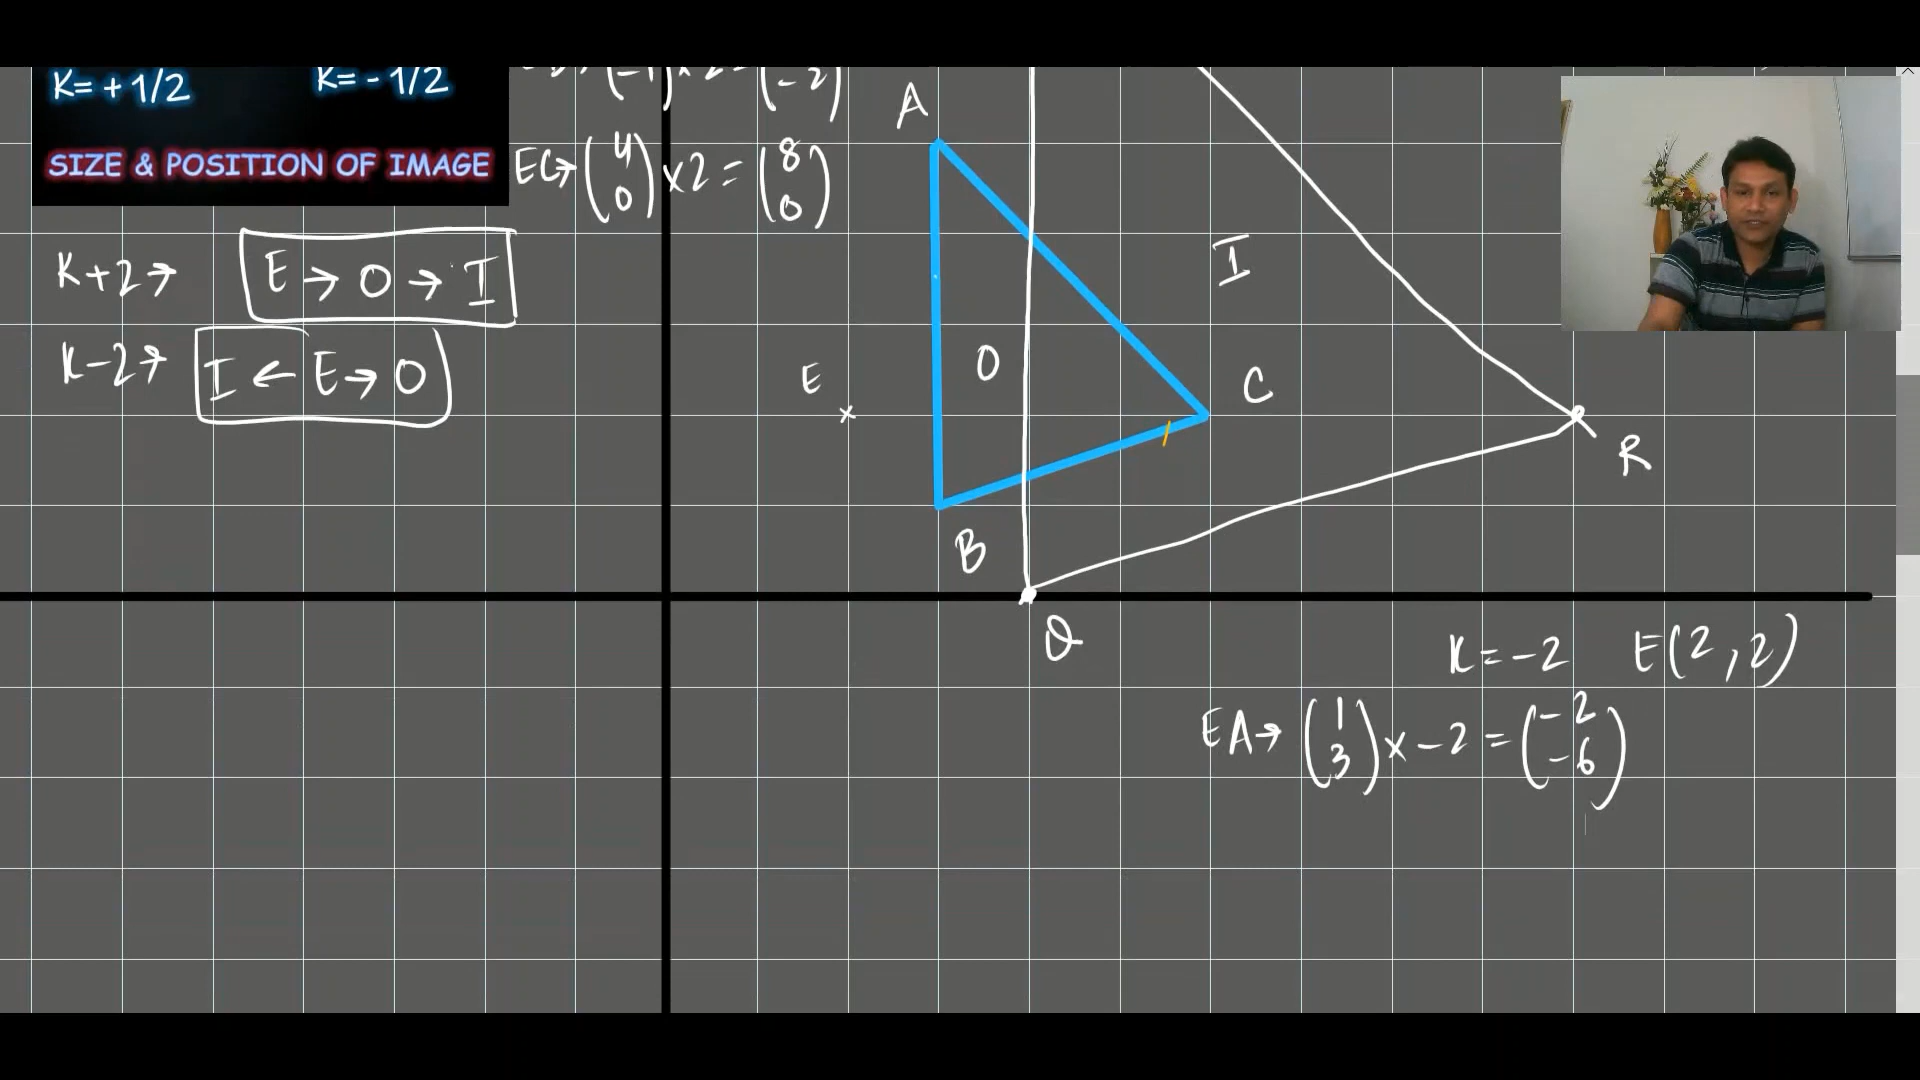 K= + 1/2 K= - 1/2
SIZE & POSITION OF IMAGE
EC→ (4 0) x2 = (8 0)
K+2→ E → O → I
K-2→ I ← E → O
A
I
E
O
C
R
B
Q
K=-2 E(2,2)
EA→ (1 3) x -2 = (-2 -6)